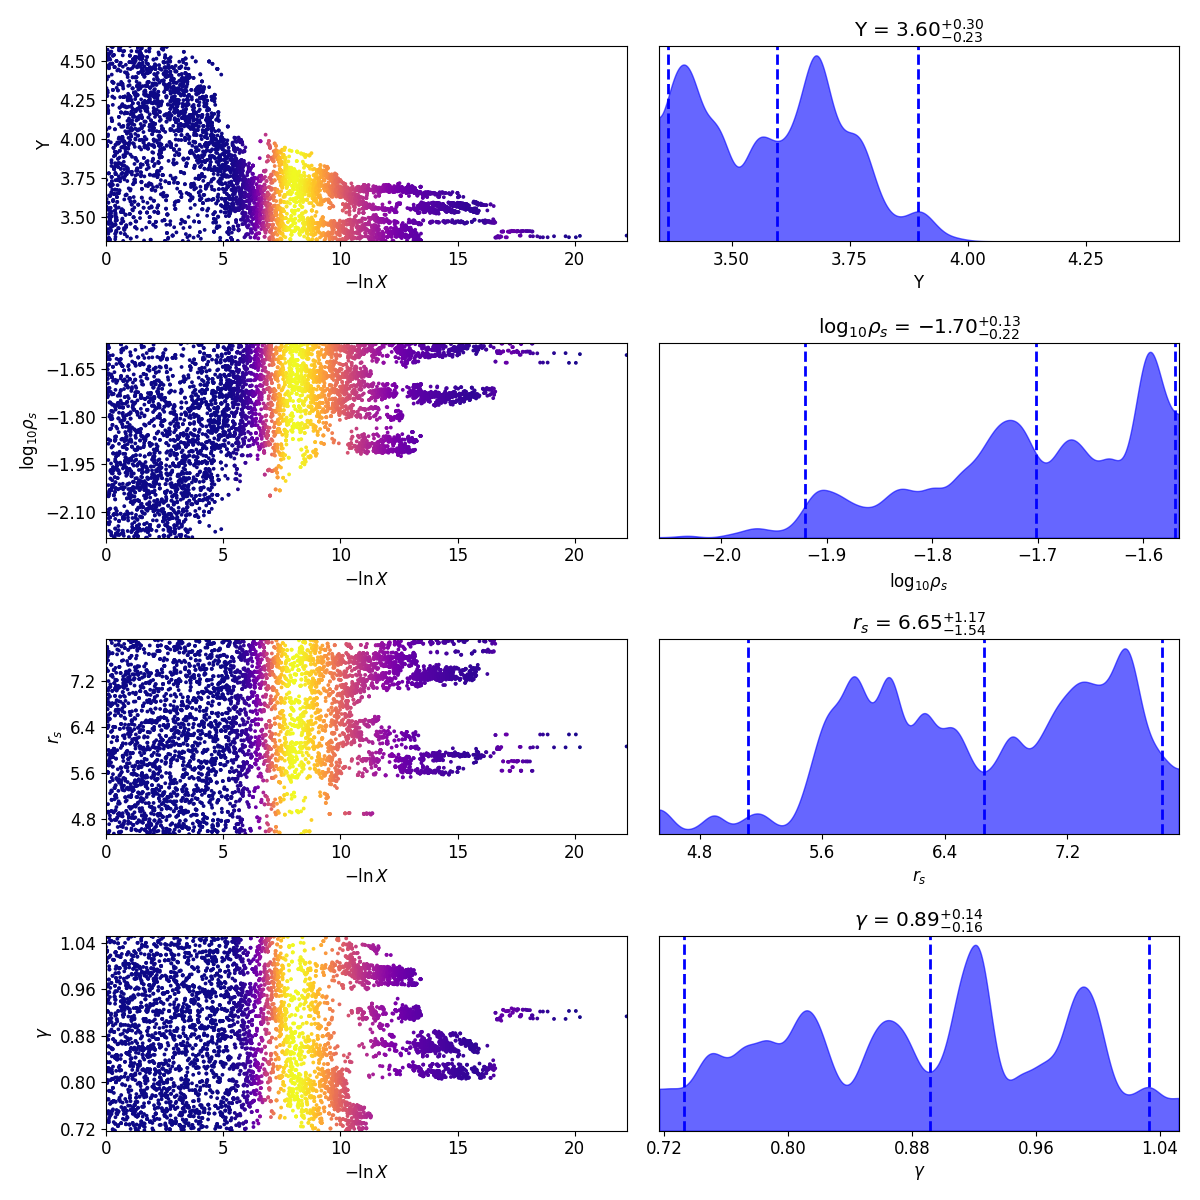 Y = 3.60+0.30−0.23
4.50
4.25
4.00
3.75
3.50
Y
0 5 10 15 20
−ln X
3.50 3.75 4.00 4.25
Y
log10ρs = −1.70+0.13−0.22
−1.65
−1.80
−1.95
−2.10
log10ρs
0 5 10 15 20
−ln X
−2.0 −1.9 −1.8 −1.7 −1.6
log10ρs
rs = 6.65+1.17−1.54
7.2
6.4
5.6
4.8
rs
0 5 10 15 20
−ln X
4.8 5.6 6.4 7.2
rs
γ = 0.89+0.14−0.16
1.04
0.96
0.88
0.80
0.72
γ
0 5 10 15 20
−ln X
0.72 0.80 0.88 0.96 1.04
γ